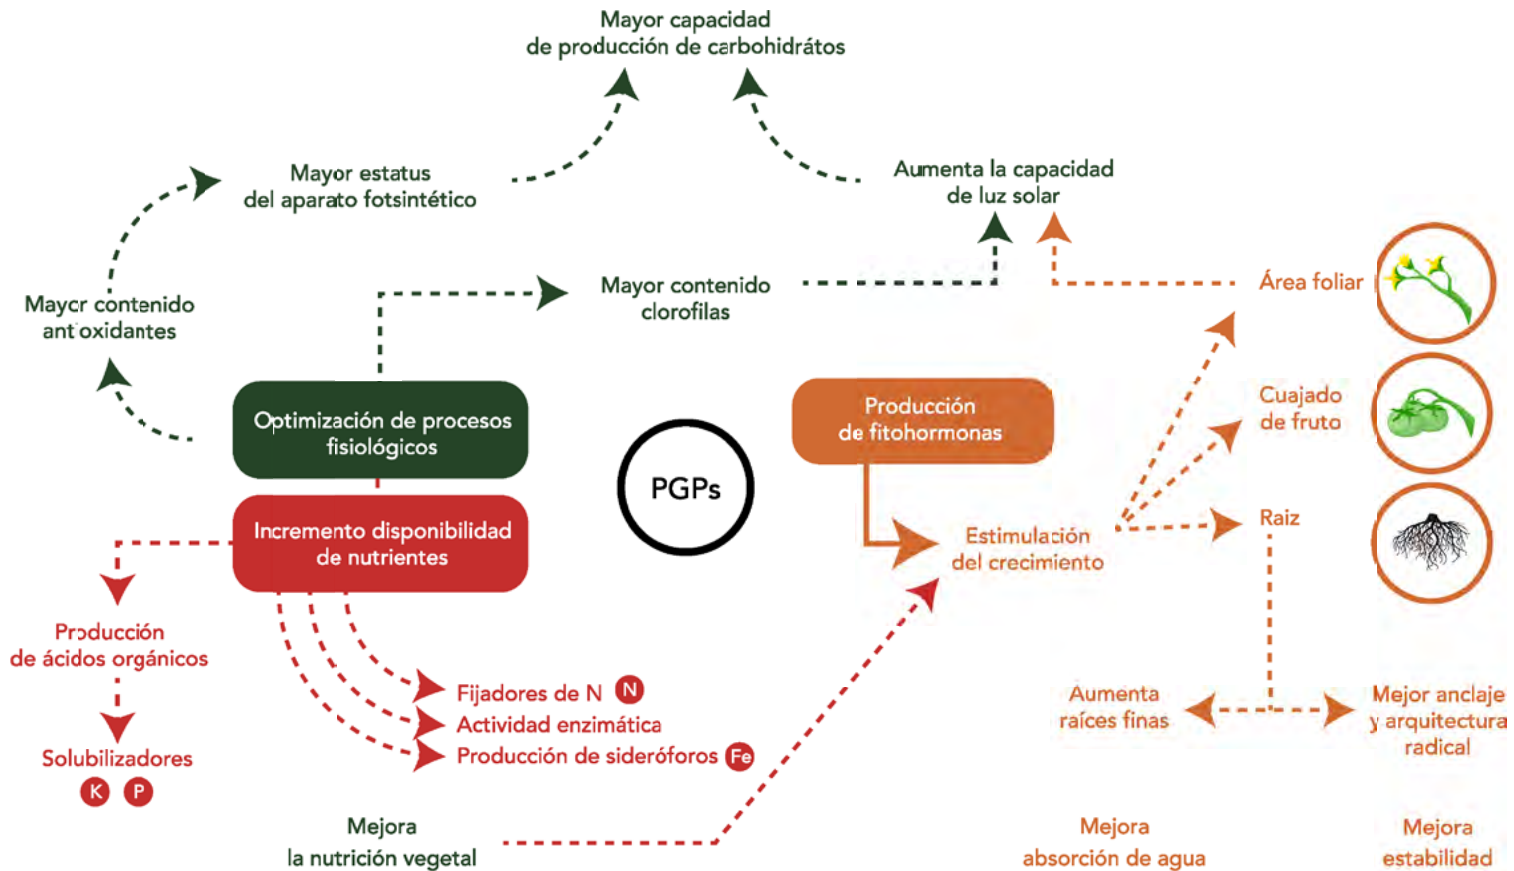 Mayor capacidad
de producción de carbohidrátos
Mayor estatus
del aparato fotsintético
Aumenta la capacidad
de luz solar
Mayor contenido
antioxidantes
Mayor contenido
clorofilas
Área foliar
Optimización de procesos
fisiológicos
Producción
de fitohormonas
Cuajado
de fruto
PGPs
Incremento disponibilidad
de nutrientes
Estimulación
del crecimiento
Raiz
Producción
de ácidos orgánicos
Fijadores de N N
Actividad enzimática
Producción de sideróforos Fe
Solubilizadores
K P
Aumenta
raíces finas
Mejor anclaje
y arquitectura
radical
Mejora
la nutrición vegetal
Mejora
absorción de agua
Mejora
estabilidad